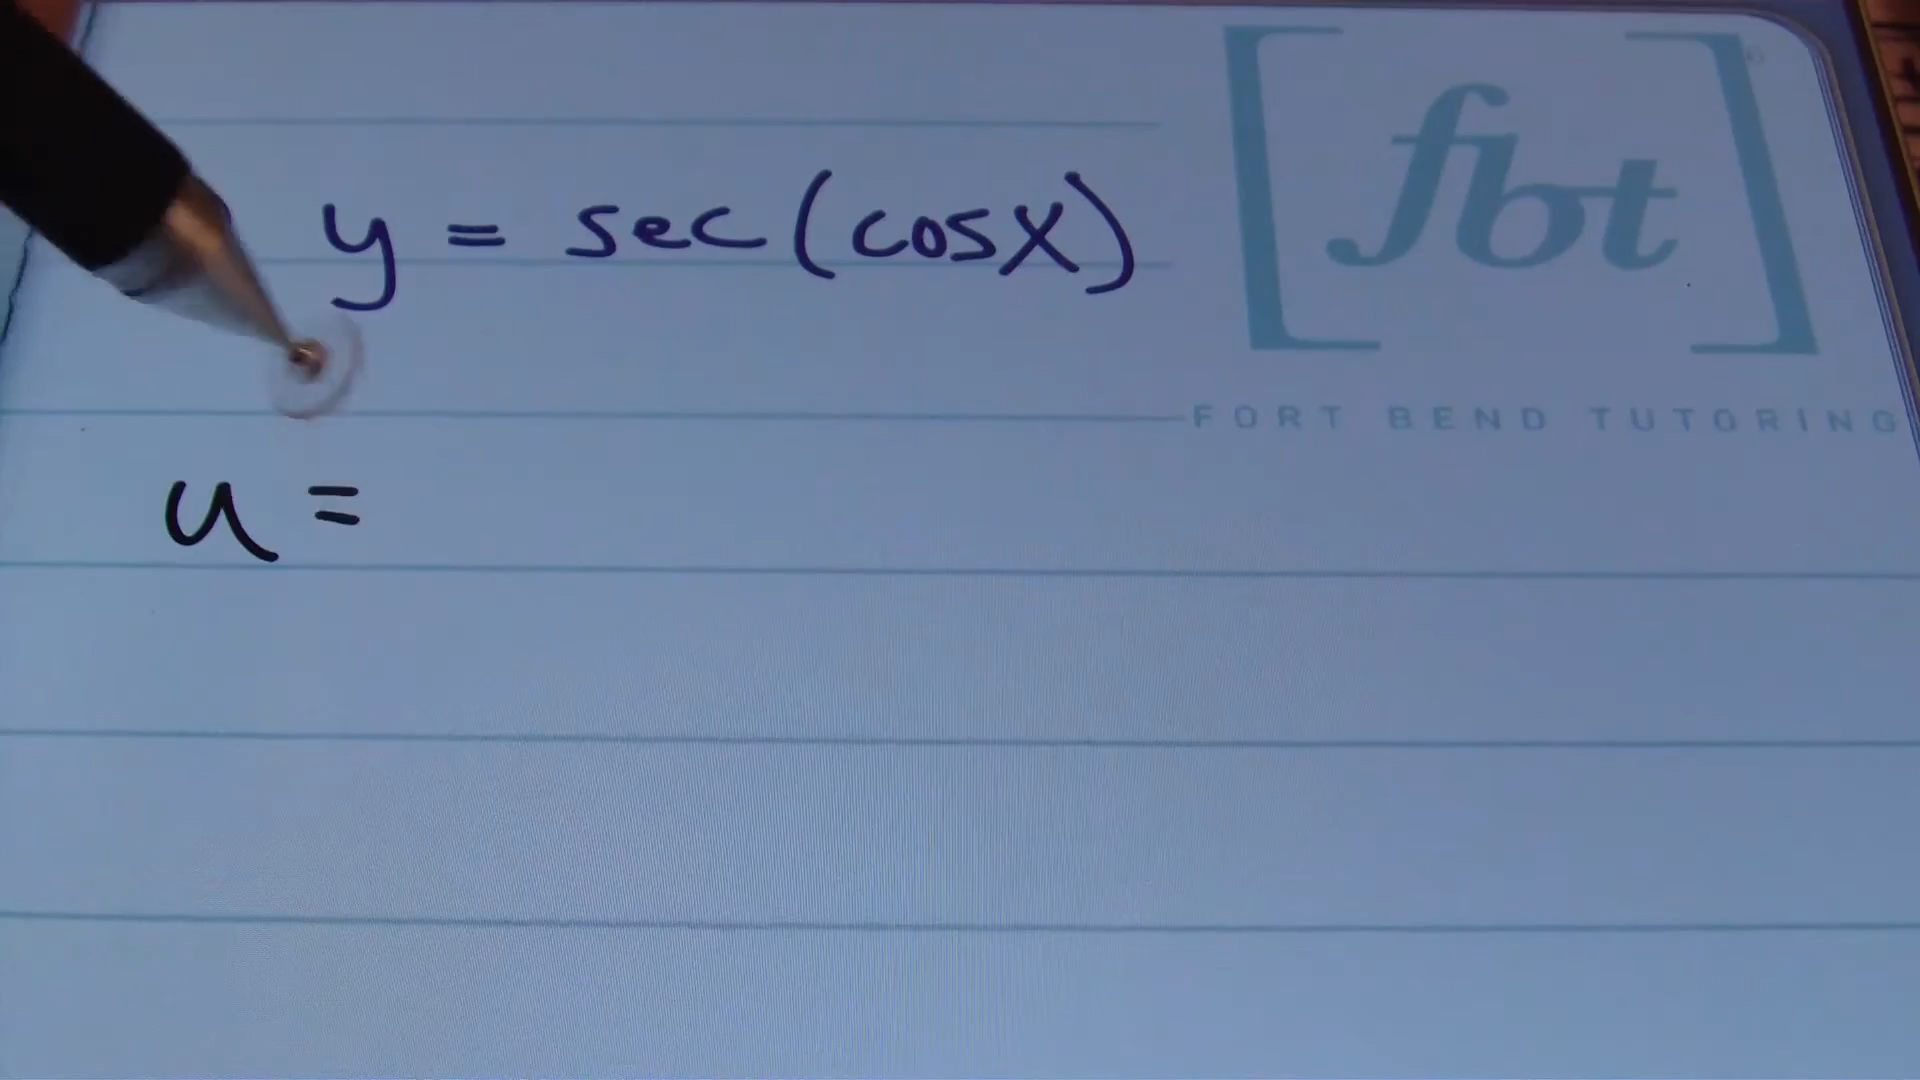 y = sec(cosx)
fbt
FORT BEND TUTORING
u =